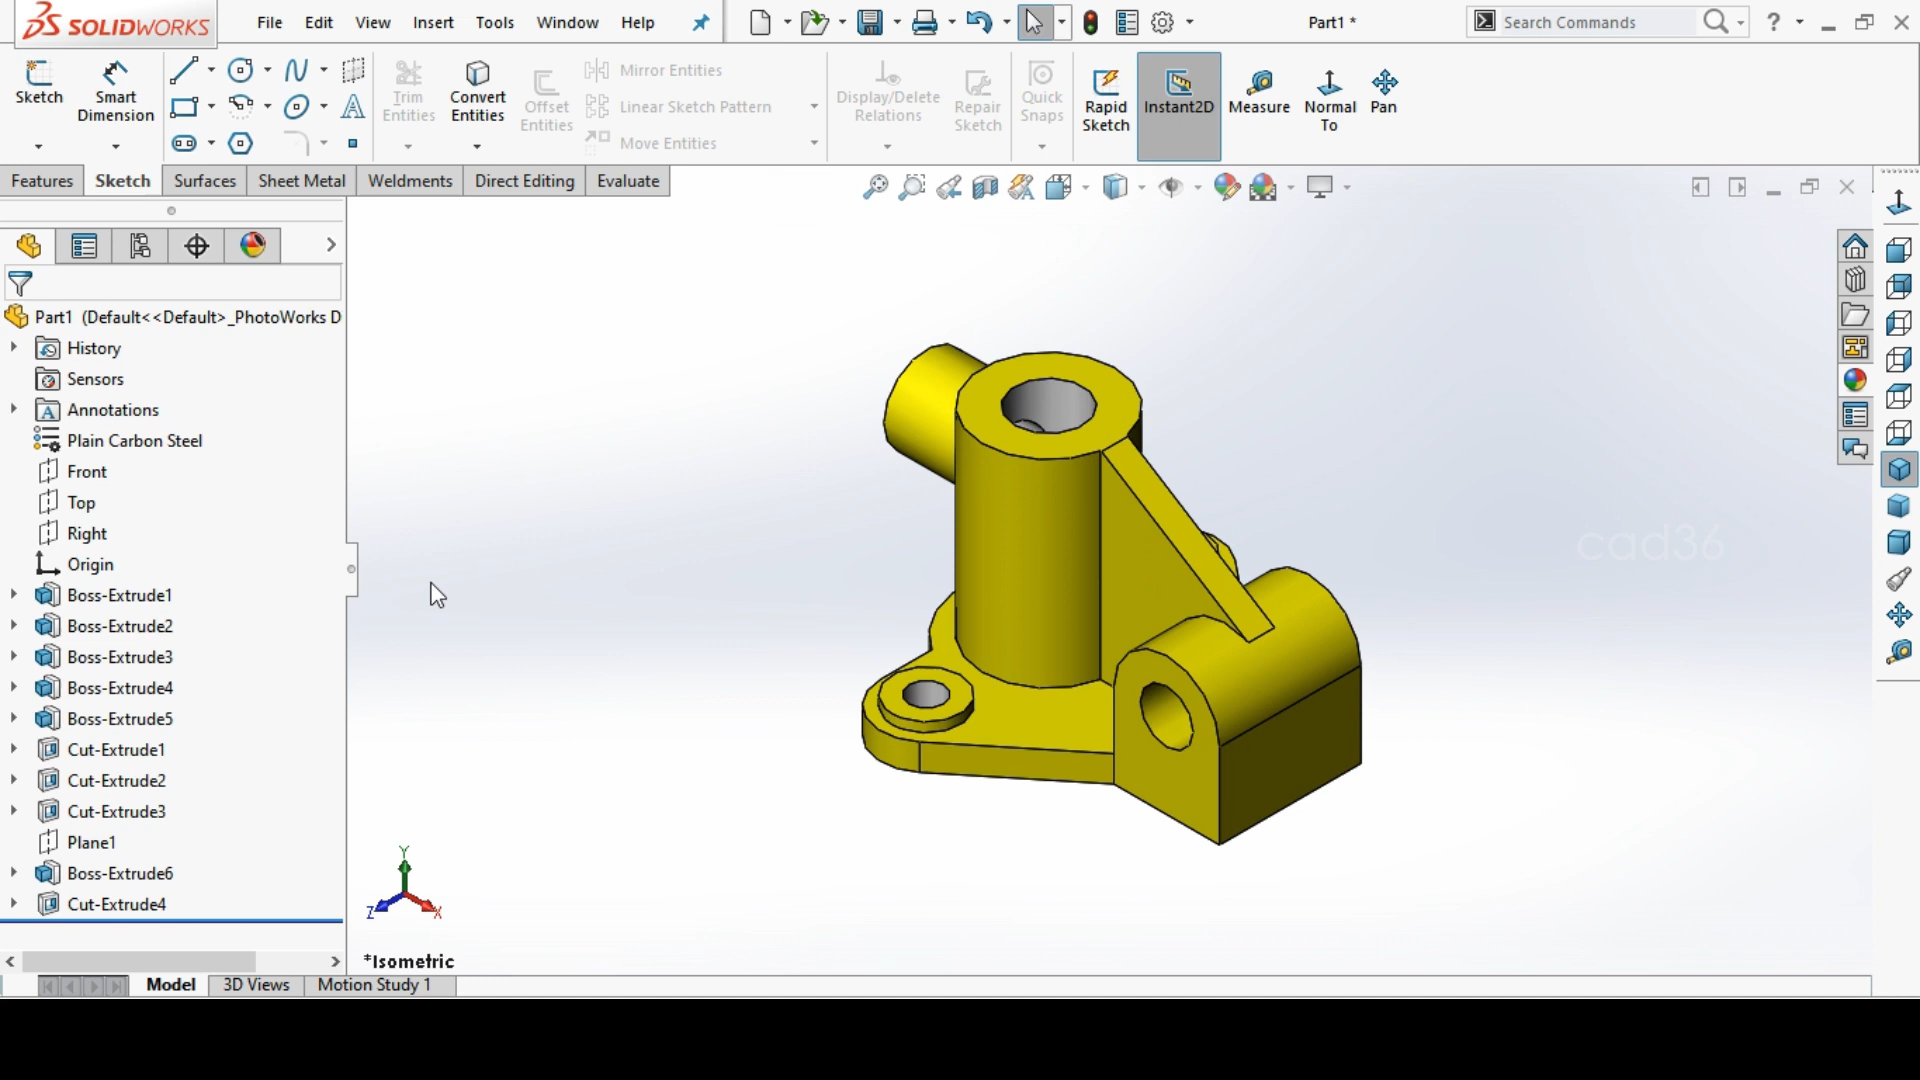 SOLIDWORKS File Edit View Insert Tools Window Help Part1 * Search Commands ?
Sketch Smart Dimension Trim Entities Convert Entities Offset Entities Mirror Entities Linear Sketch Pattern Move Entities Display/Delete Relations Repair Sketch Quick Snaps Rapid Sketch Instant2D Measure Normal To Pan
Features Sketch Surfaces Sheet Metal Weldments Direct Editing Evaluate
Part1 (Default<<Default>_PhotoWorks D
History
Sensors
Annotations
Plain Carbon Steel
Front
Top
Right
Origin
Boss-Extrude1
Boss-Extrude2
Boss-Extrude3
Boss-Extrude4
Boss-Extrude5
Cut-Extrude1
Cut-Extrude2
Cut-Extrude3
Plane1
Boss-Extrude6
Cut-Extrude4
cad36
Y
Z X
*Isometric
Model 3D Views Motion Study 1